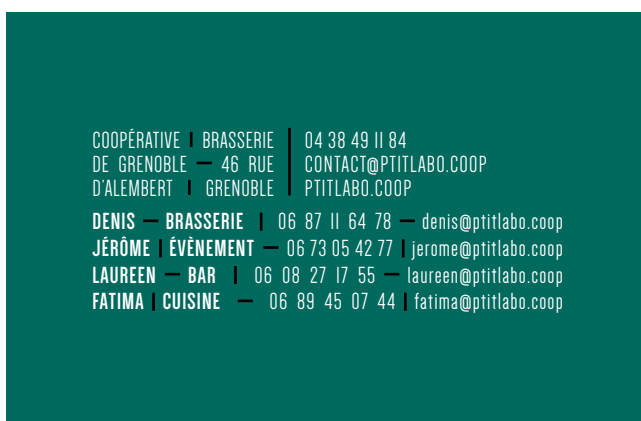 COOPÉRATIVE | BRASSERIE | 04 38 49 11 84
DE GRENOBLE — 46 RUE | CONTACT@PTITLABO.COOP
D'ALEMBERT | GRENOBLE | PTITLABO.COOP
DENIS — BRASSERIE | 06 87 11 64 78 — denis@ptitlabo.coop
JÉRÔME | ÉVÈNEMENT — 06 73 05 42 77 | jerome@ptitlabo.coop
LAUREEN — BAR | 06 08 27 17 55 — laureen@ptitlabo.coop
FATIMA | CUISINE — 06 89 45 07 44 | fatima@ptitlabo.coop